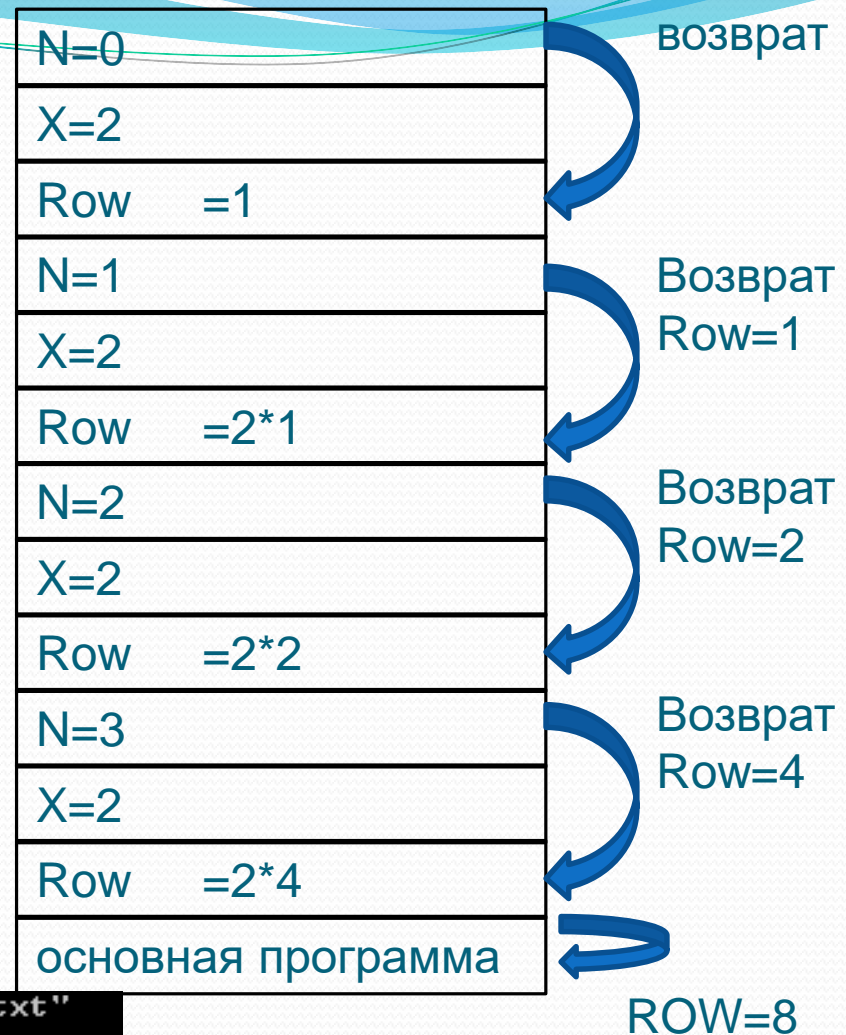 N=0
возврат
X=2
Row =1
N=1
Возврат
Row=1
X=2
Row =2*1
N=2
Возврат
Row=2
X=2
Row =2*2
N=3
Возврат
Row=4
X=2
Row =2*4
основная программа
ROW=8
txt"